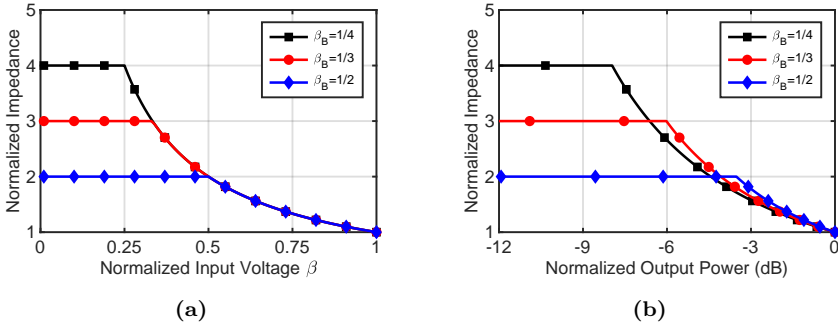 5
4
3
2
1
Normalized Impedance
β_B=1/4
β_B=1/3
β_B=1/2
0
0.25
0.5
0.75
1
Normalized Input Voltage β
(a)
5
4
3
2
1
Normalized Impedance
β_B=1/4
β_B=1/3
β_B=1/2
-12
-9
-6
-3
0
Normalized Output Power (dB)
(b)